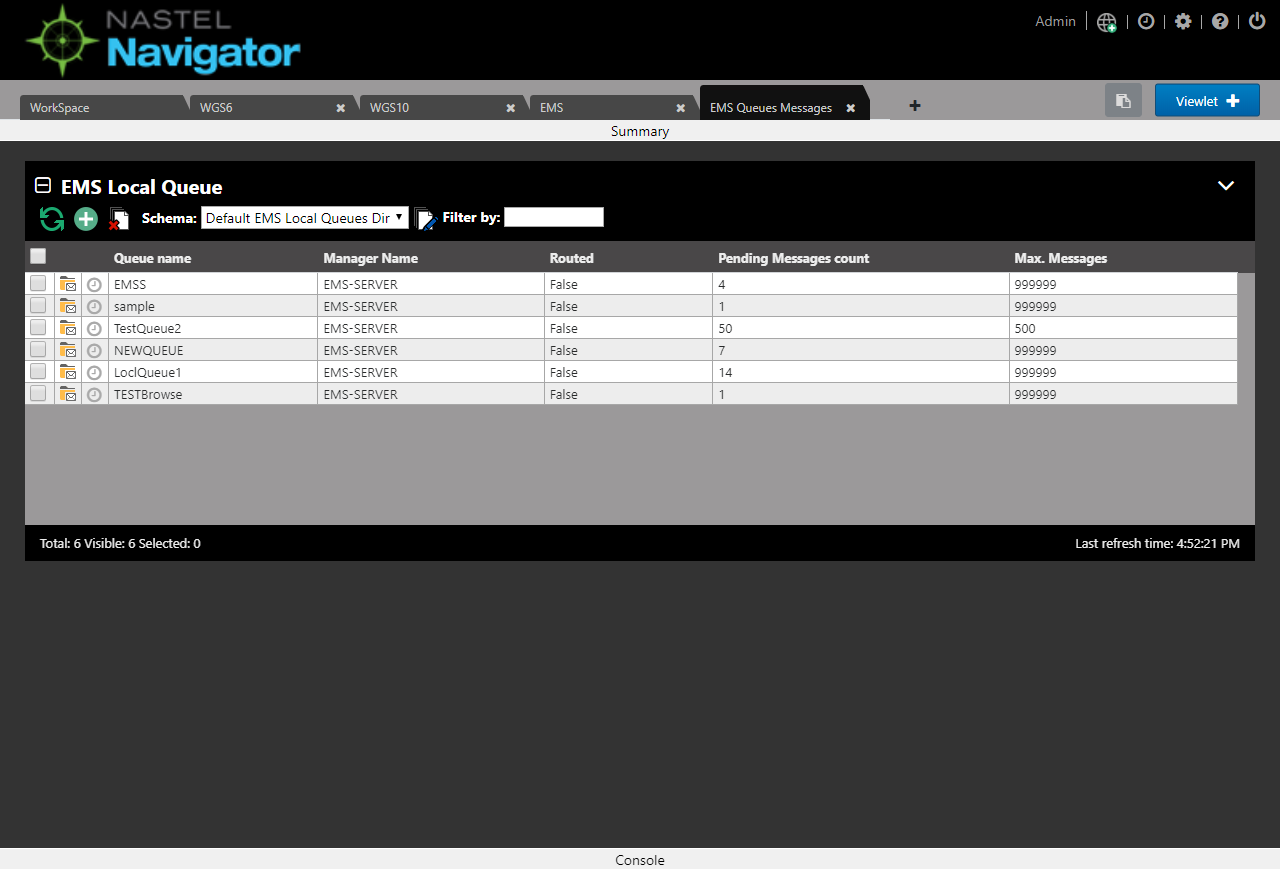 NASTEL
Navigator
Admin
WorkSpace WGS6 WGS10 EMS EMS Queues Messages Viewlet
Summary
EMS Local Queue
Schema: Default EMS Local Queues Dir Filter by:
Queue name Manager Name Routed Pending Messages count Max. Messages
EMSS EMS-SERVER False 4 999999
sample EMS-SERVER False 1 999999
TestQueue2 EMS-SERVER False 50 500
NEWQUEUE EMS-SERVER False 7 999999
LoclQueue1 EMS-SERVER False 14 999999
TESTBrowse EMS-SERVER False 1 999999
Total: 6 Visible: 6 Selected: 0 Last refresh time: 4:52:21 PM
Console